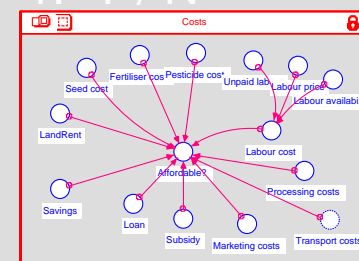 Costs
Seed cost
Fertiliser cos
Pesticide cos
Unpaid lab
Labour price
Labour availabi
LandRent
Labour cost
Affordable?
Processing costs
Savings
Loan
Subsidy
Marketing costs
Transport costs